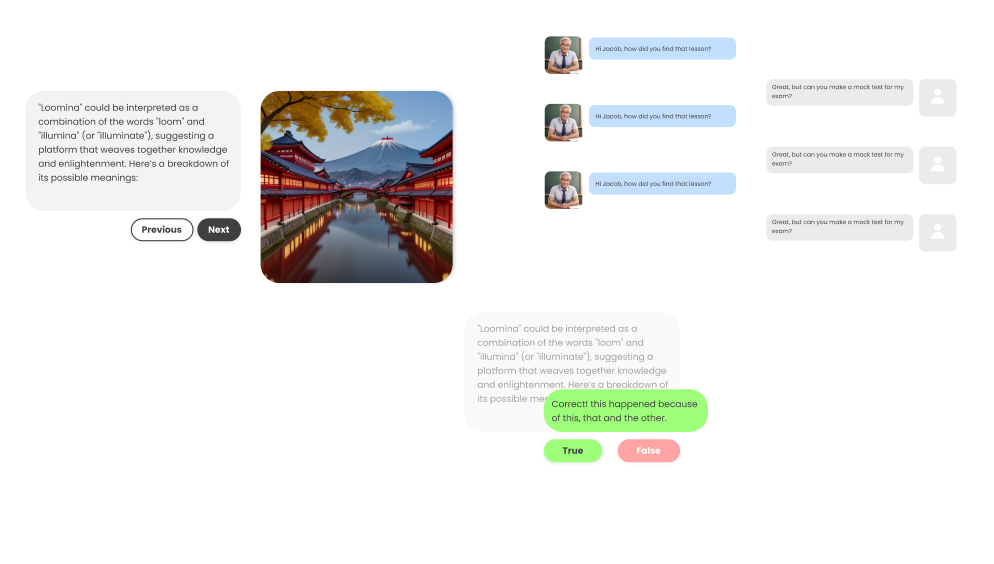 "Loomina" could be interpreted as a
combination of the words "loom" and
"illumina" (or "illuminate"), suggesting a
platform that weaves together knowledge
and enlightenment. Here's a breakdown of
its possible meanings:
Previous
Next
Hi Jacob, how did you find that lesson?
Great, but can you make a mock test for my
exam?
Hi Jacob, how did you find that lesson?
Great, but can you make a mock test for my
exam?
Hi Jacob, how did you find that lesson?
Great, but can you make a mock test for my
exam?
"Loomina" could be interpreted as a
combination of the words "loom" and
"illumina" (or "illuminate"), suggesting a
platform that weaves together knowledge
and enlightenment. Here's a breakdown of
its possible
Correct! this happened because
of this, that and the other.
True
False